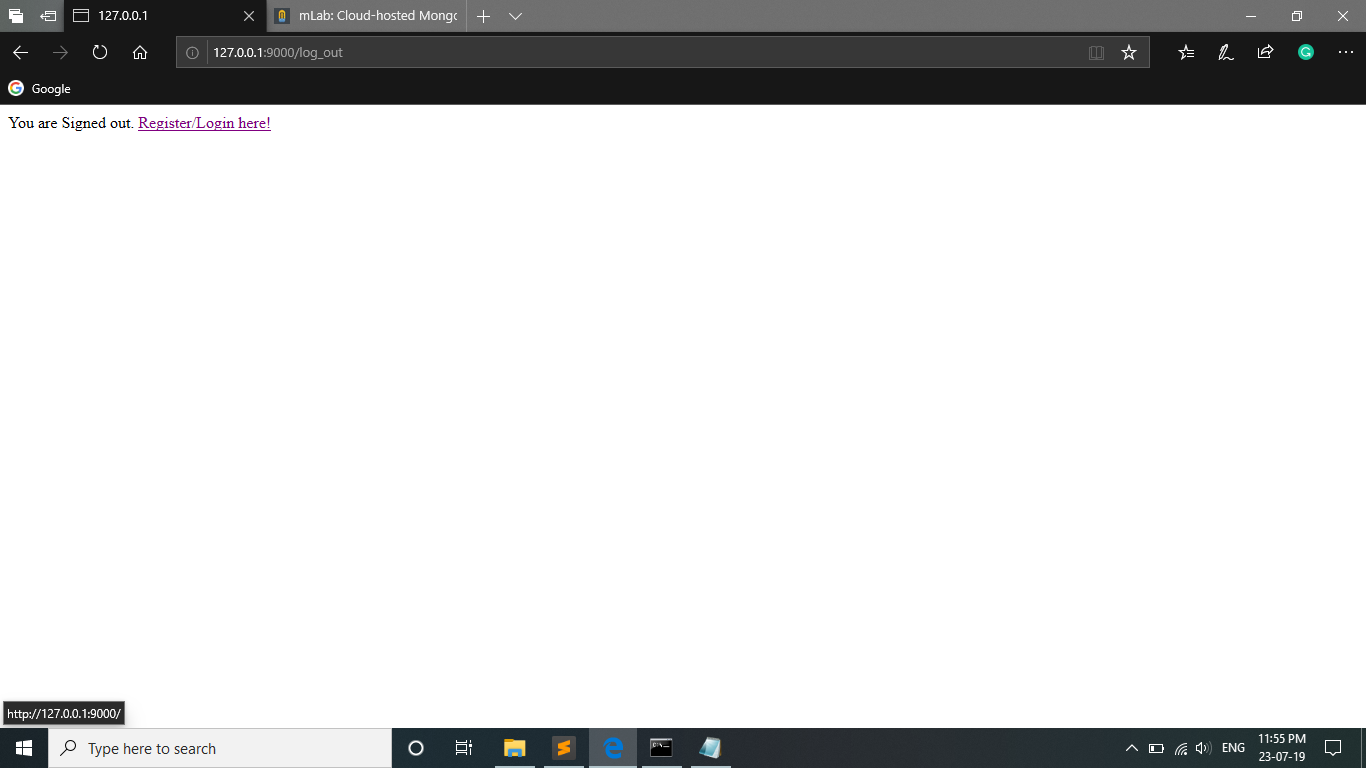 127.0.0.1
mLab: Cloud-hosted Mongo
127.0.0.1:9000/log_out
Google
You are Signed out. Register/Login here!
http://127.0.0.1:9000/
Type here to search
ENG
11:55 PM
23-07-19